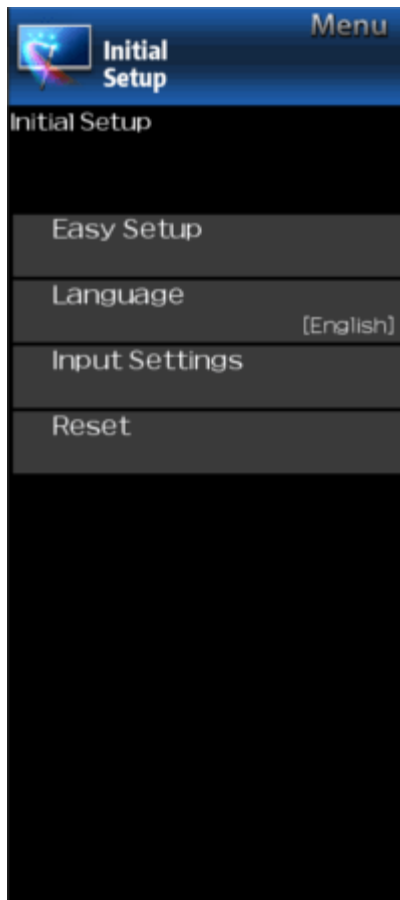 Menu
Initial
Setup
Initial Setup
Easy Setup
Language
[English]
Input Settings
Reset